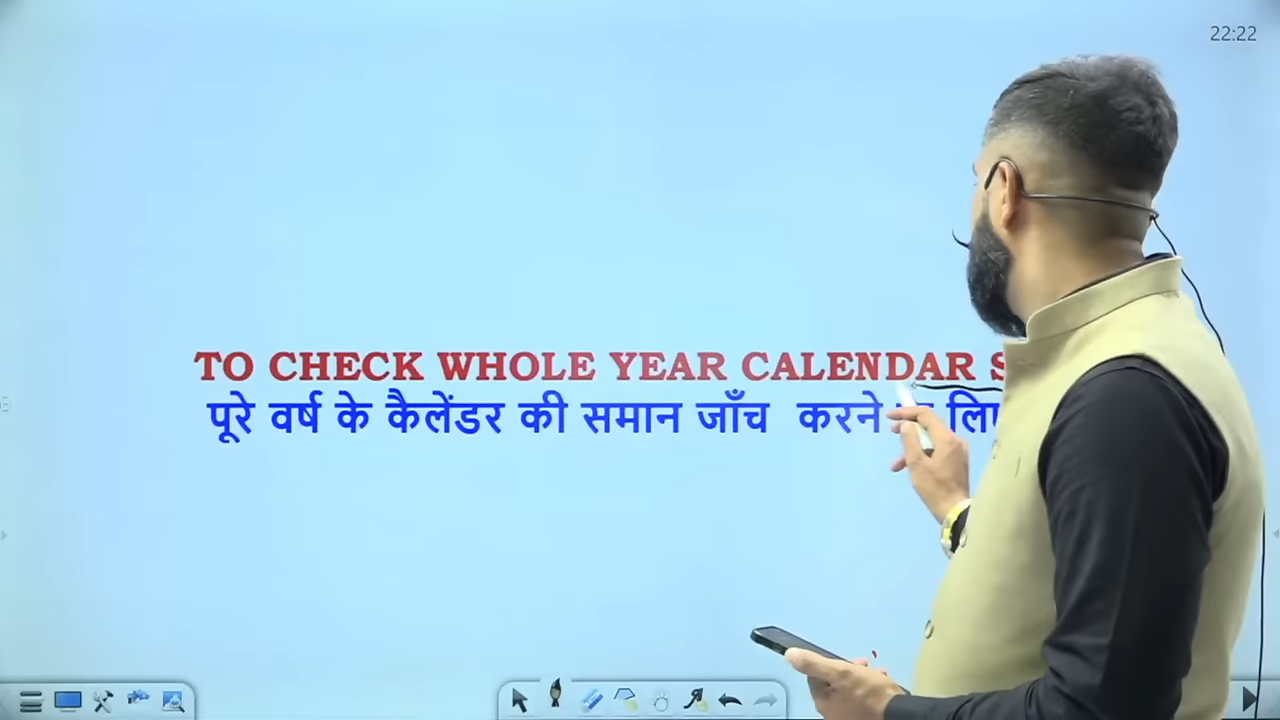 22:22
TO CHECK WHOLE YEAR CALENDAR
पूरे वर्ष के कैलेंडर की समान जाँच करने